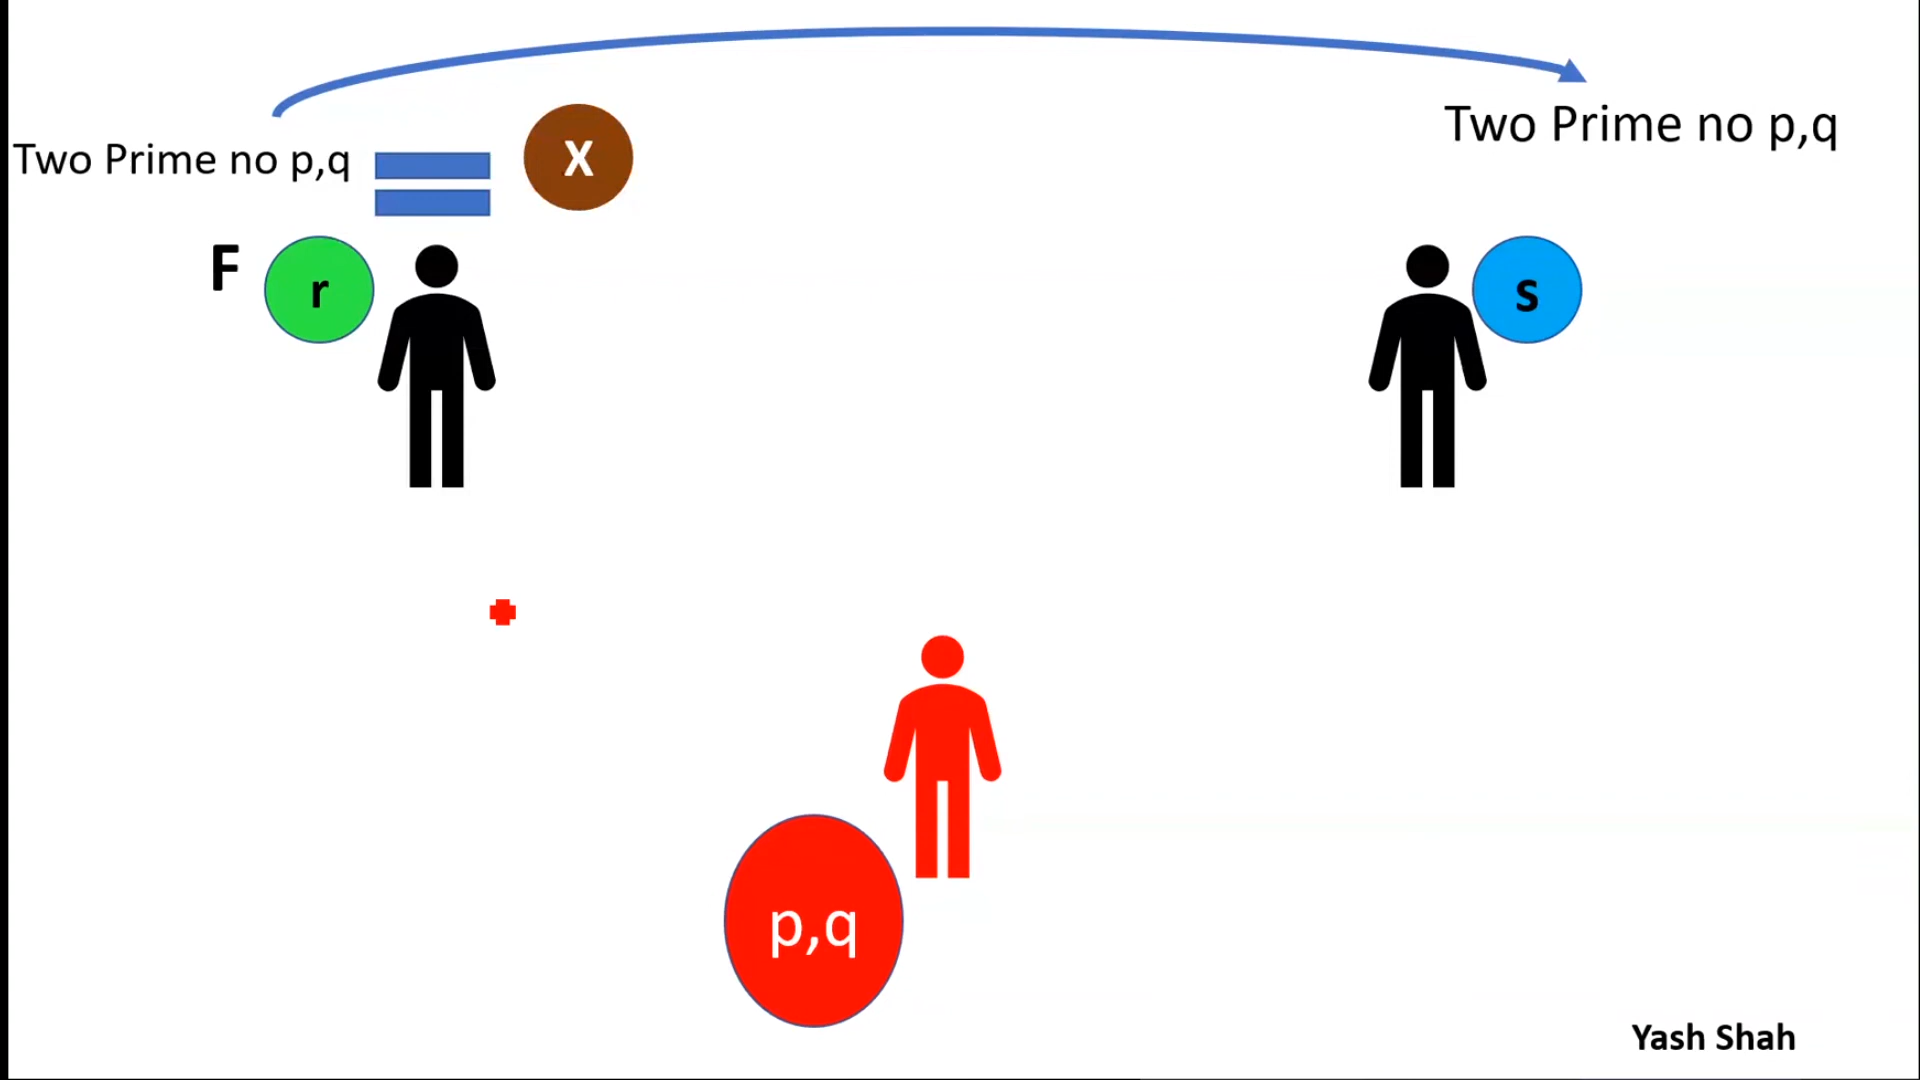 Two Prime no p,q
X
Two Prime no p,q
F
r
s
p,q
Yash Shah